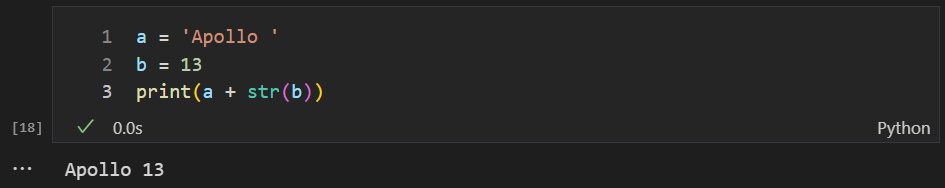 1 a = 'Apollo '
2 b = 13
3 print(a + str(b))
[18] ✓ 0.0s Python
... Apollo 13